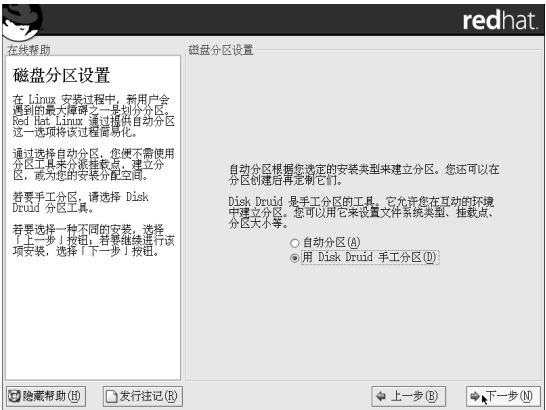 redhat.
在线帮助
磁盘分区设置
在 Linux 安装过程中，新用户会
遇到的最大障碍之一是划分分区。
Red Hat Linux 通过提供自动分区
这一选项将该过程简易化。
通过选择自动分区，您便不需使用
分区工具来分派挂载点、建立分
区，或为您的安装分配空间。
若要手工分区，请选择 Disk
Druid 分区工具。
若要选择一种不同的安装，选择
「上一步」按钮；若要继续进行该
项安装，选择「下一步」按钮。
磁盘分区设置
自动分区根据您选定的安装类型来建立分区。您还可以在
分区创建后再定制它们。
Disk Druid 是手工分区的工具。它允许您在互动的环境
中建立分区。您可以用它来设置文件系统类型、挂载点、
分区大小等。
自动分区(A)
用 Disk Druid 手工分区(D)
隐藏帮助(H)
发行注记(R)
上一步(B)
下一步(N)